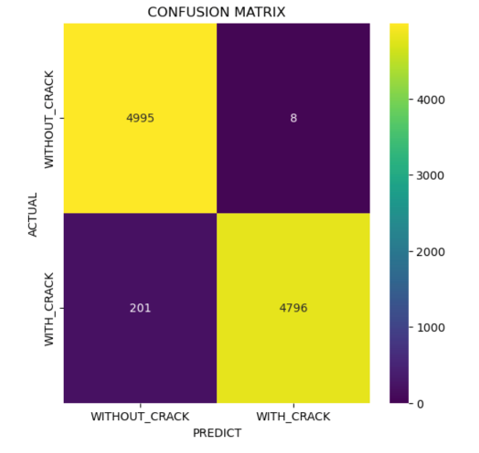 CONFUSION MATRIX
WITHOUT_CRACK
4995
8
4000
3000
ACTUAL
2000
WITH_CRACK
201
4796
1000
0
WITHOUT_CRACK
WITH_CRACK
PREDICT